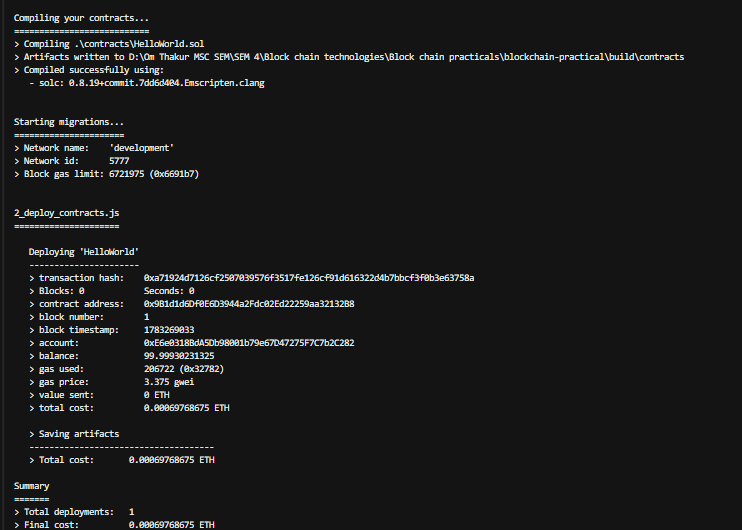 Compiling your contracts...
===========================
> Compiling .\contracts\HelloWorld.sol
> Artifacts written to D:\Om Thakur MSC SEM\SEM 4\Block chain technologies\Block chain practicals\blockchain-practical\build\contracts
> Compiled successfully using:
   - solc: 0.8.19+commit.7dd6d404.Emscripten.clang
Starting migrations...
======================
> Network name:    'development'
> Network id:      5777
> Block gas limit: 6721975 (0x6691b7)
2_deploy_contracts.js
=====================
   Deploying 'HelloWorld'
   ----------------------
   > transaction hash:    0xa71924d7126cf2507039576f3517fe126cf91d616322d4b7bbcf3f0b3e63758a
   > Blocks: 0            Seconds: 0
   > contract address:    0x9B1d1d6Df0E6D3944a2Fdc02Ed22259aa32132B8
   > block number:        1
   > block timestamp:     1783269033
   > account:             0xE6e0318BdA5Db98001b79e67D47275F7C7b2C282
   > balance:             99.99930231325
   > gas used:            206722 (0x32782)
   > gas price:           3.375 gwei
   > value sent:          0 ETH
   > total cost:          0.00069768675 ETH
   > Saving artifacts
   -------------------------------------
   > Total cost:       0.00069768675 ETH
Summary
=======
> Total deployments:   1
> Final cost:          0.00069768675 ETH